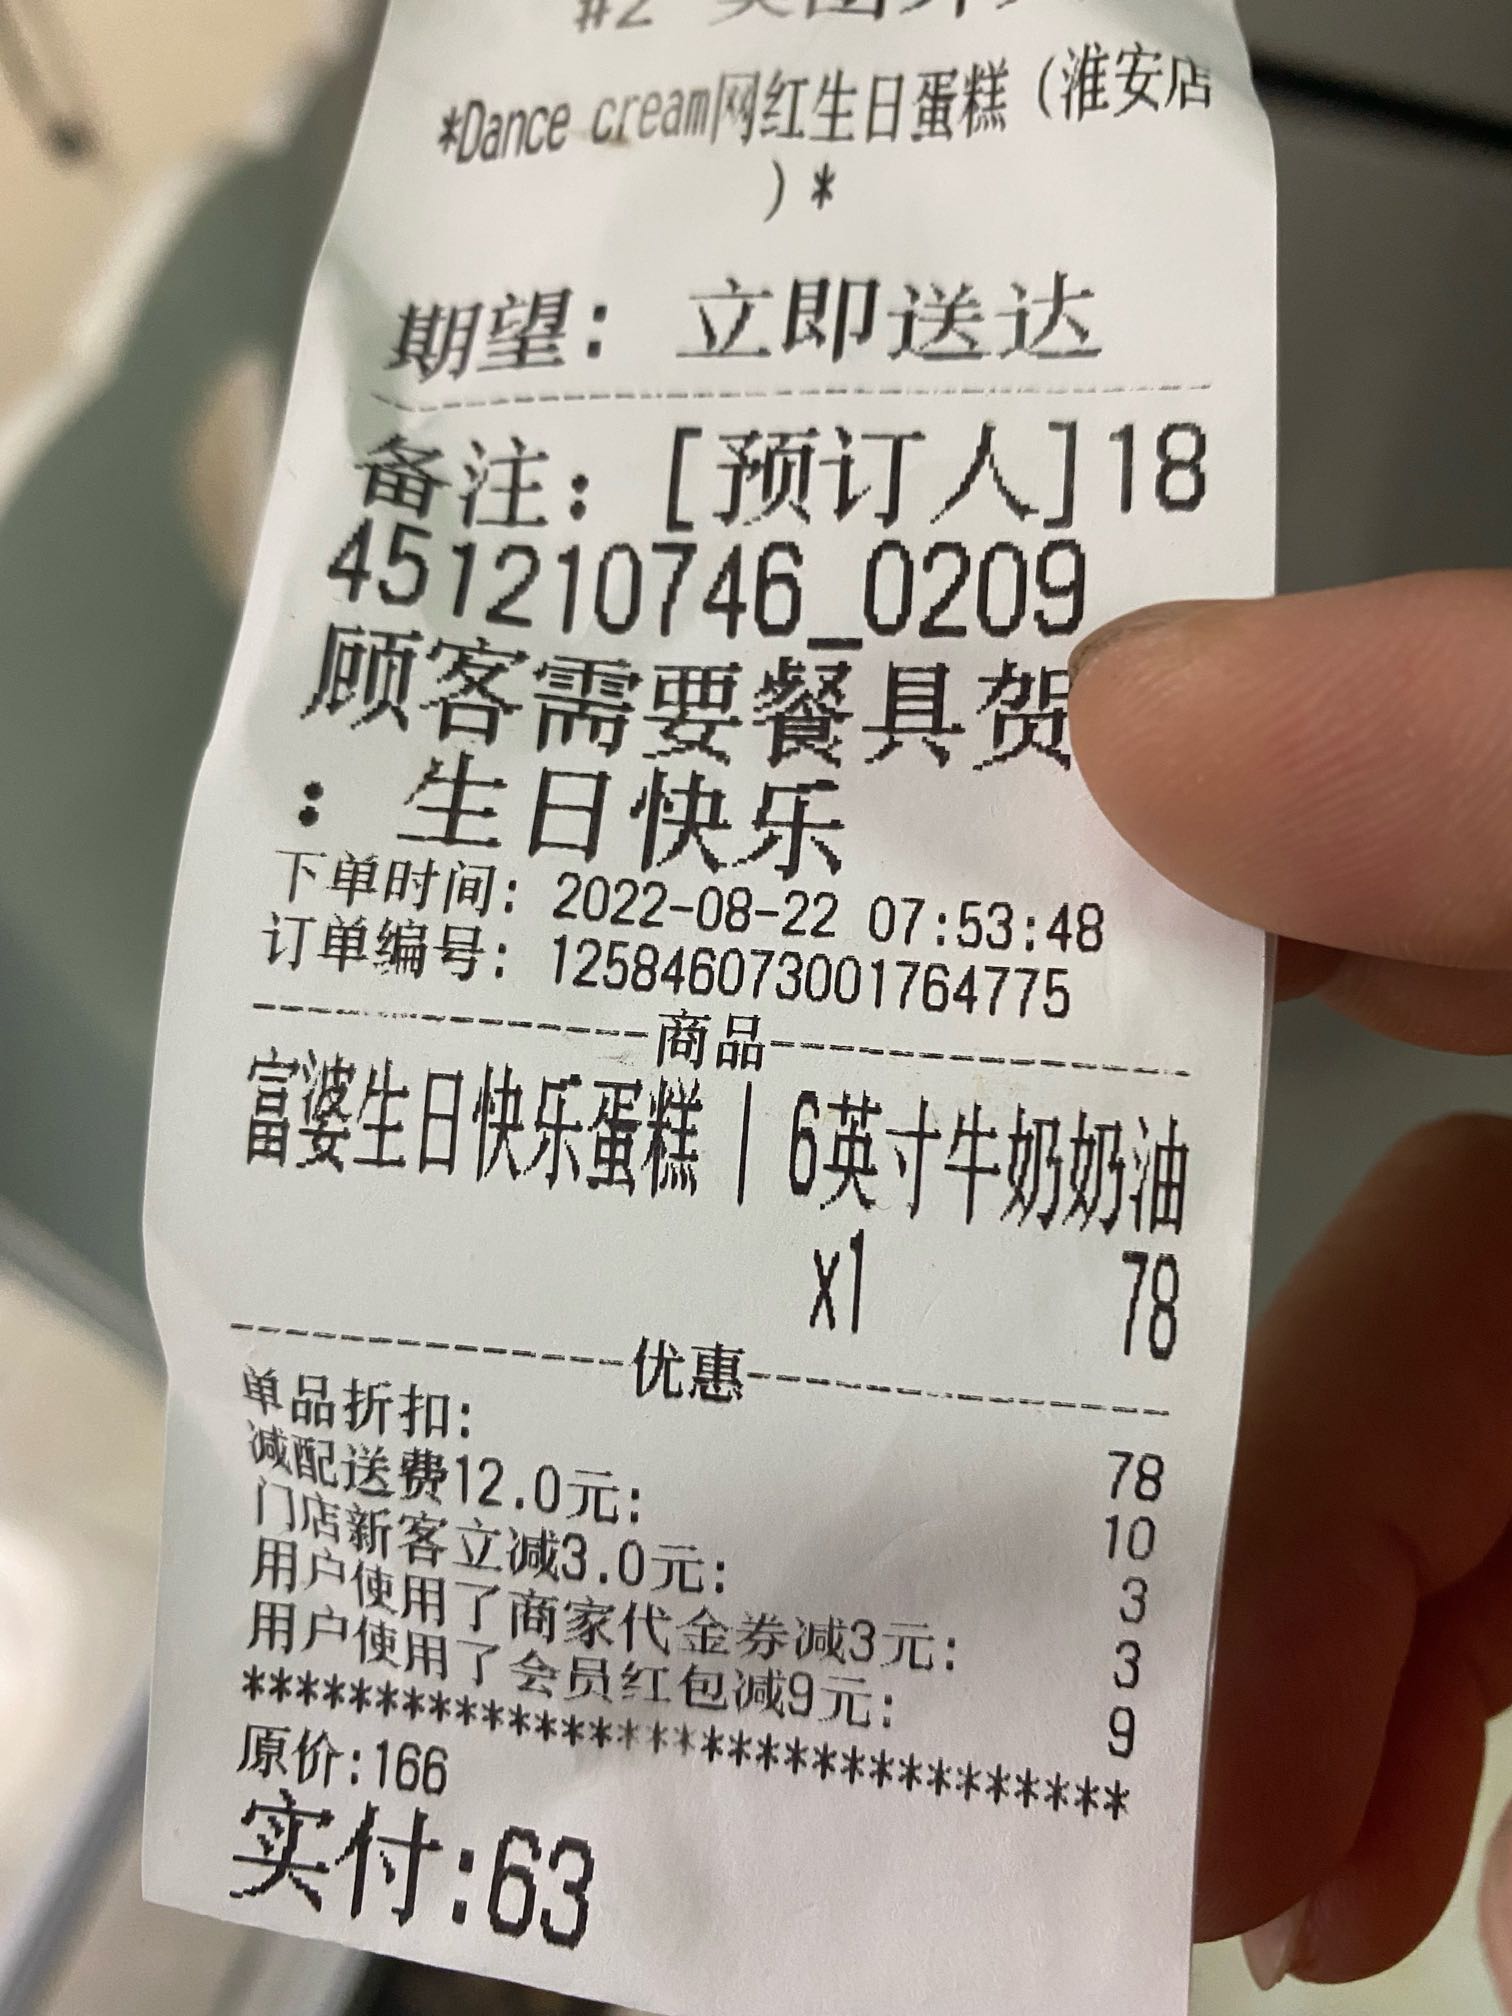 #2
*Dance cream网红生日蛋糕(淮安店
)*
期望: 立即送达
备注: [预订人]18
451210746_0209
顾客需要餐具贺
: 生日快乐
下单时间: 2022-08-22 07:53:48
订单编号: 125846073001764775
商品
富婆生日快乐蛋糕 | 6英寸牛奶奶油
x1 78
优惠
单品折扣: 78
减配送费12.0元: 10
门店新客立减3.0元: 3
用户使用了商家代金券减3元: 3
用户使用了会员红包减9元: 9
*********************************
原价:166
实付:63